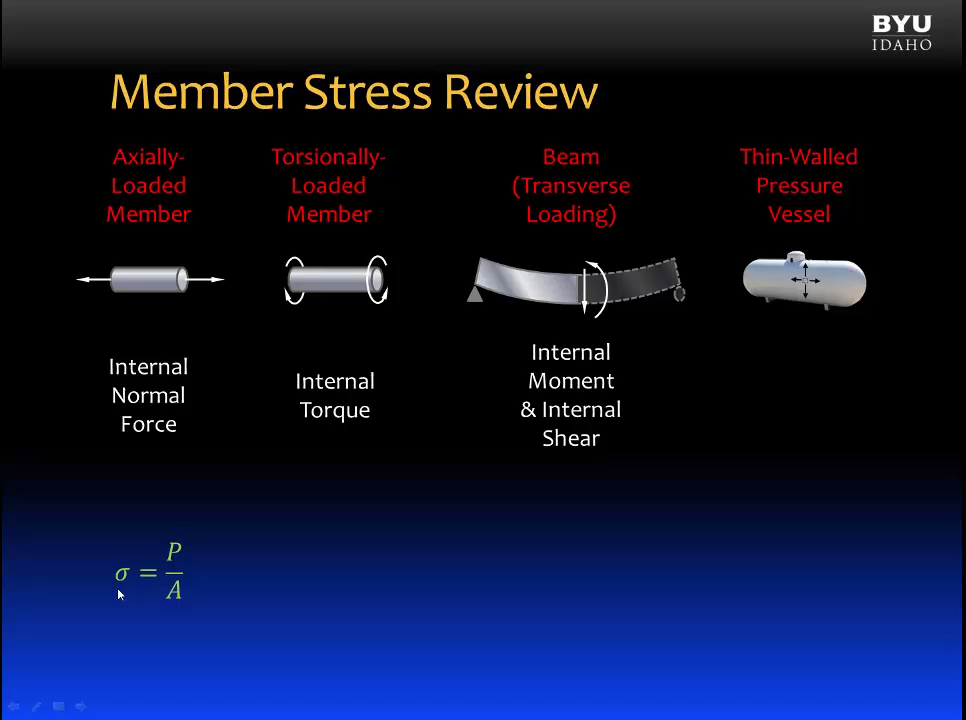 BYU
IDAHO
Member Stress Review
Axially-
Loaded
Member
Torsionally-
Loaded
Member
Beam
(Transverse
Loading)
Thin-Walled
Pressure
Vessel
Internal
Normal
Force
Internal
Torque
Internal
Moment
& Internal
Shear
σ = P/A